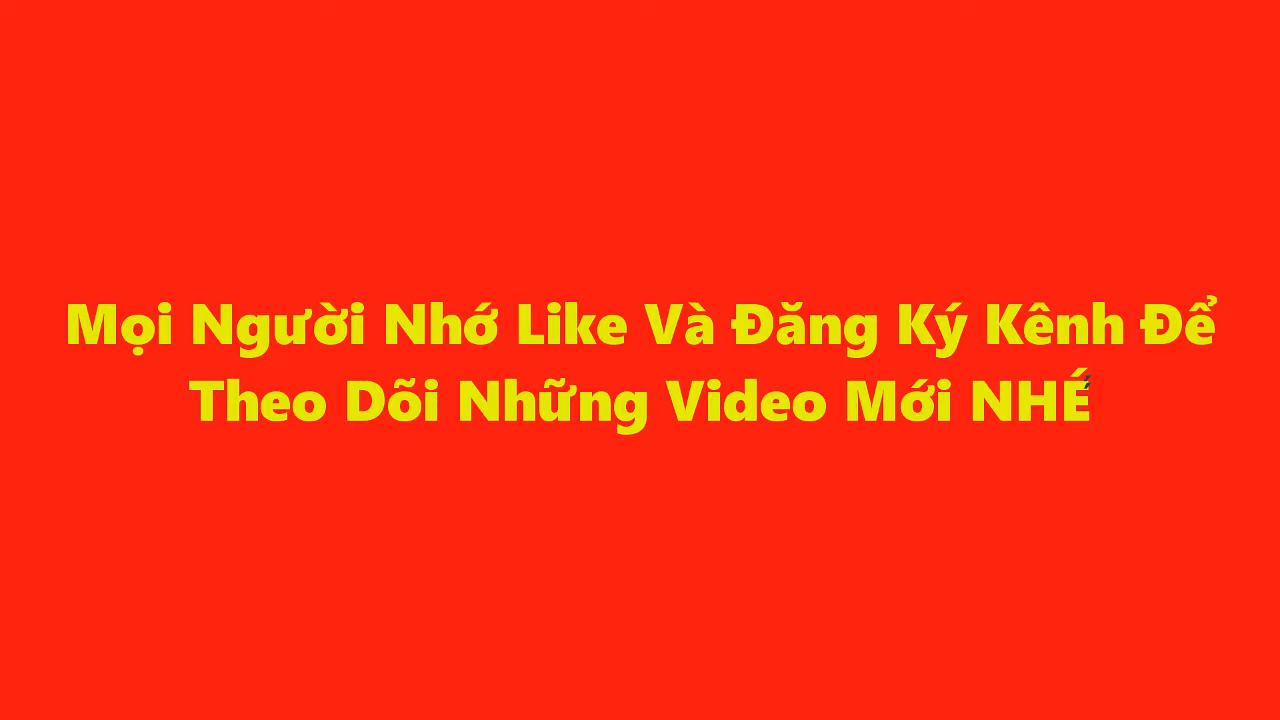 Mọi Người Nhớ Like Và Đăng Ký Kênh Để
Theo Dõi Những Video Mới NHÉ